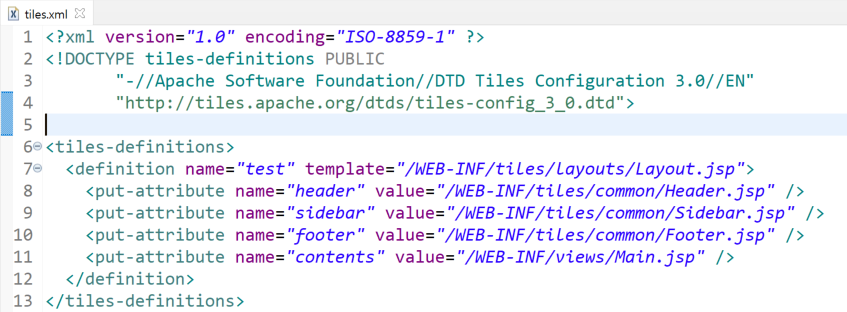 tiles.xml
1 <?xml version="1.0" encoding="ISO-8859-1" ?>
2 <!DOCTYPE tiles-definitions PUBLIC
3 "-//Apache Software Foundation//DTD Tiles Configuration 3.0//EN"
4 "http://tiles.apache.org/dtds/tiles-config_3_0.dtd">
5
6 <tiles-definitions>
7 <definition name="test" template="/WEB-INF/tiles/layouts/Layout.jsp">
8 <put-attribute name="header" value="/WEB-INF/tiles/common/Header.jsp" />
9 <put-attribute name="sidebar" value="/WEB-INF/tiles/common/Sidebar.jsp" />
10 <put-attribute name="footer" value="/WEB-INF/tiles/common/Footer.jsp" />
11 <put-attribute name="contents" value="/WEB-INF/views/Main.jsp" />
12 </definition>
13 </tiles-definitions>